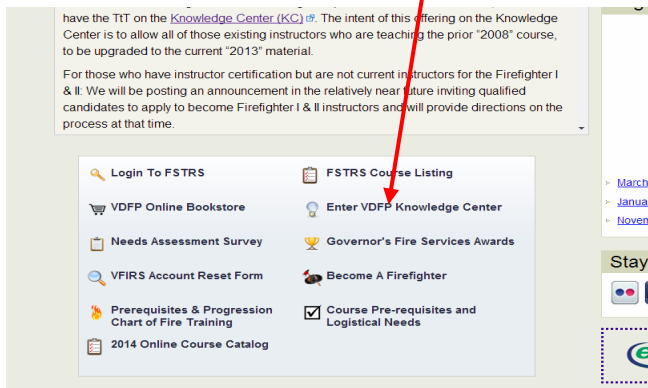 have the TtT on the Knowledge Center (KC). The intent of this offering on the Knowledge
Center is to allow all of those existing instructors who are teaching the prior “2008” course,
to be upgraded to the current “2013” material.
For those who have instructor certification but are not current instructors for the Firefighter I
& II: We will be posting an announcement in the relatively near future inviting qualified
candidates to apply to become Firefighter I & II instructors and will provide directions on the
process at that time.
Login To FSTRS
FSTRS Course Listing
VDFP Online Bookstore
Enter VDFP Knowledge Center
Needs Assessment Survey
Governor's Fire Services Awards
VFIRS Account Reset Form
Become A Firefighter
Prerequisites & Progression
Chart of Fire Training
Course Pre-requisites and
Logistical Needs
2014 Online Course Catalog
March
Janua
Noven
Stay